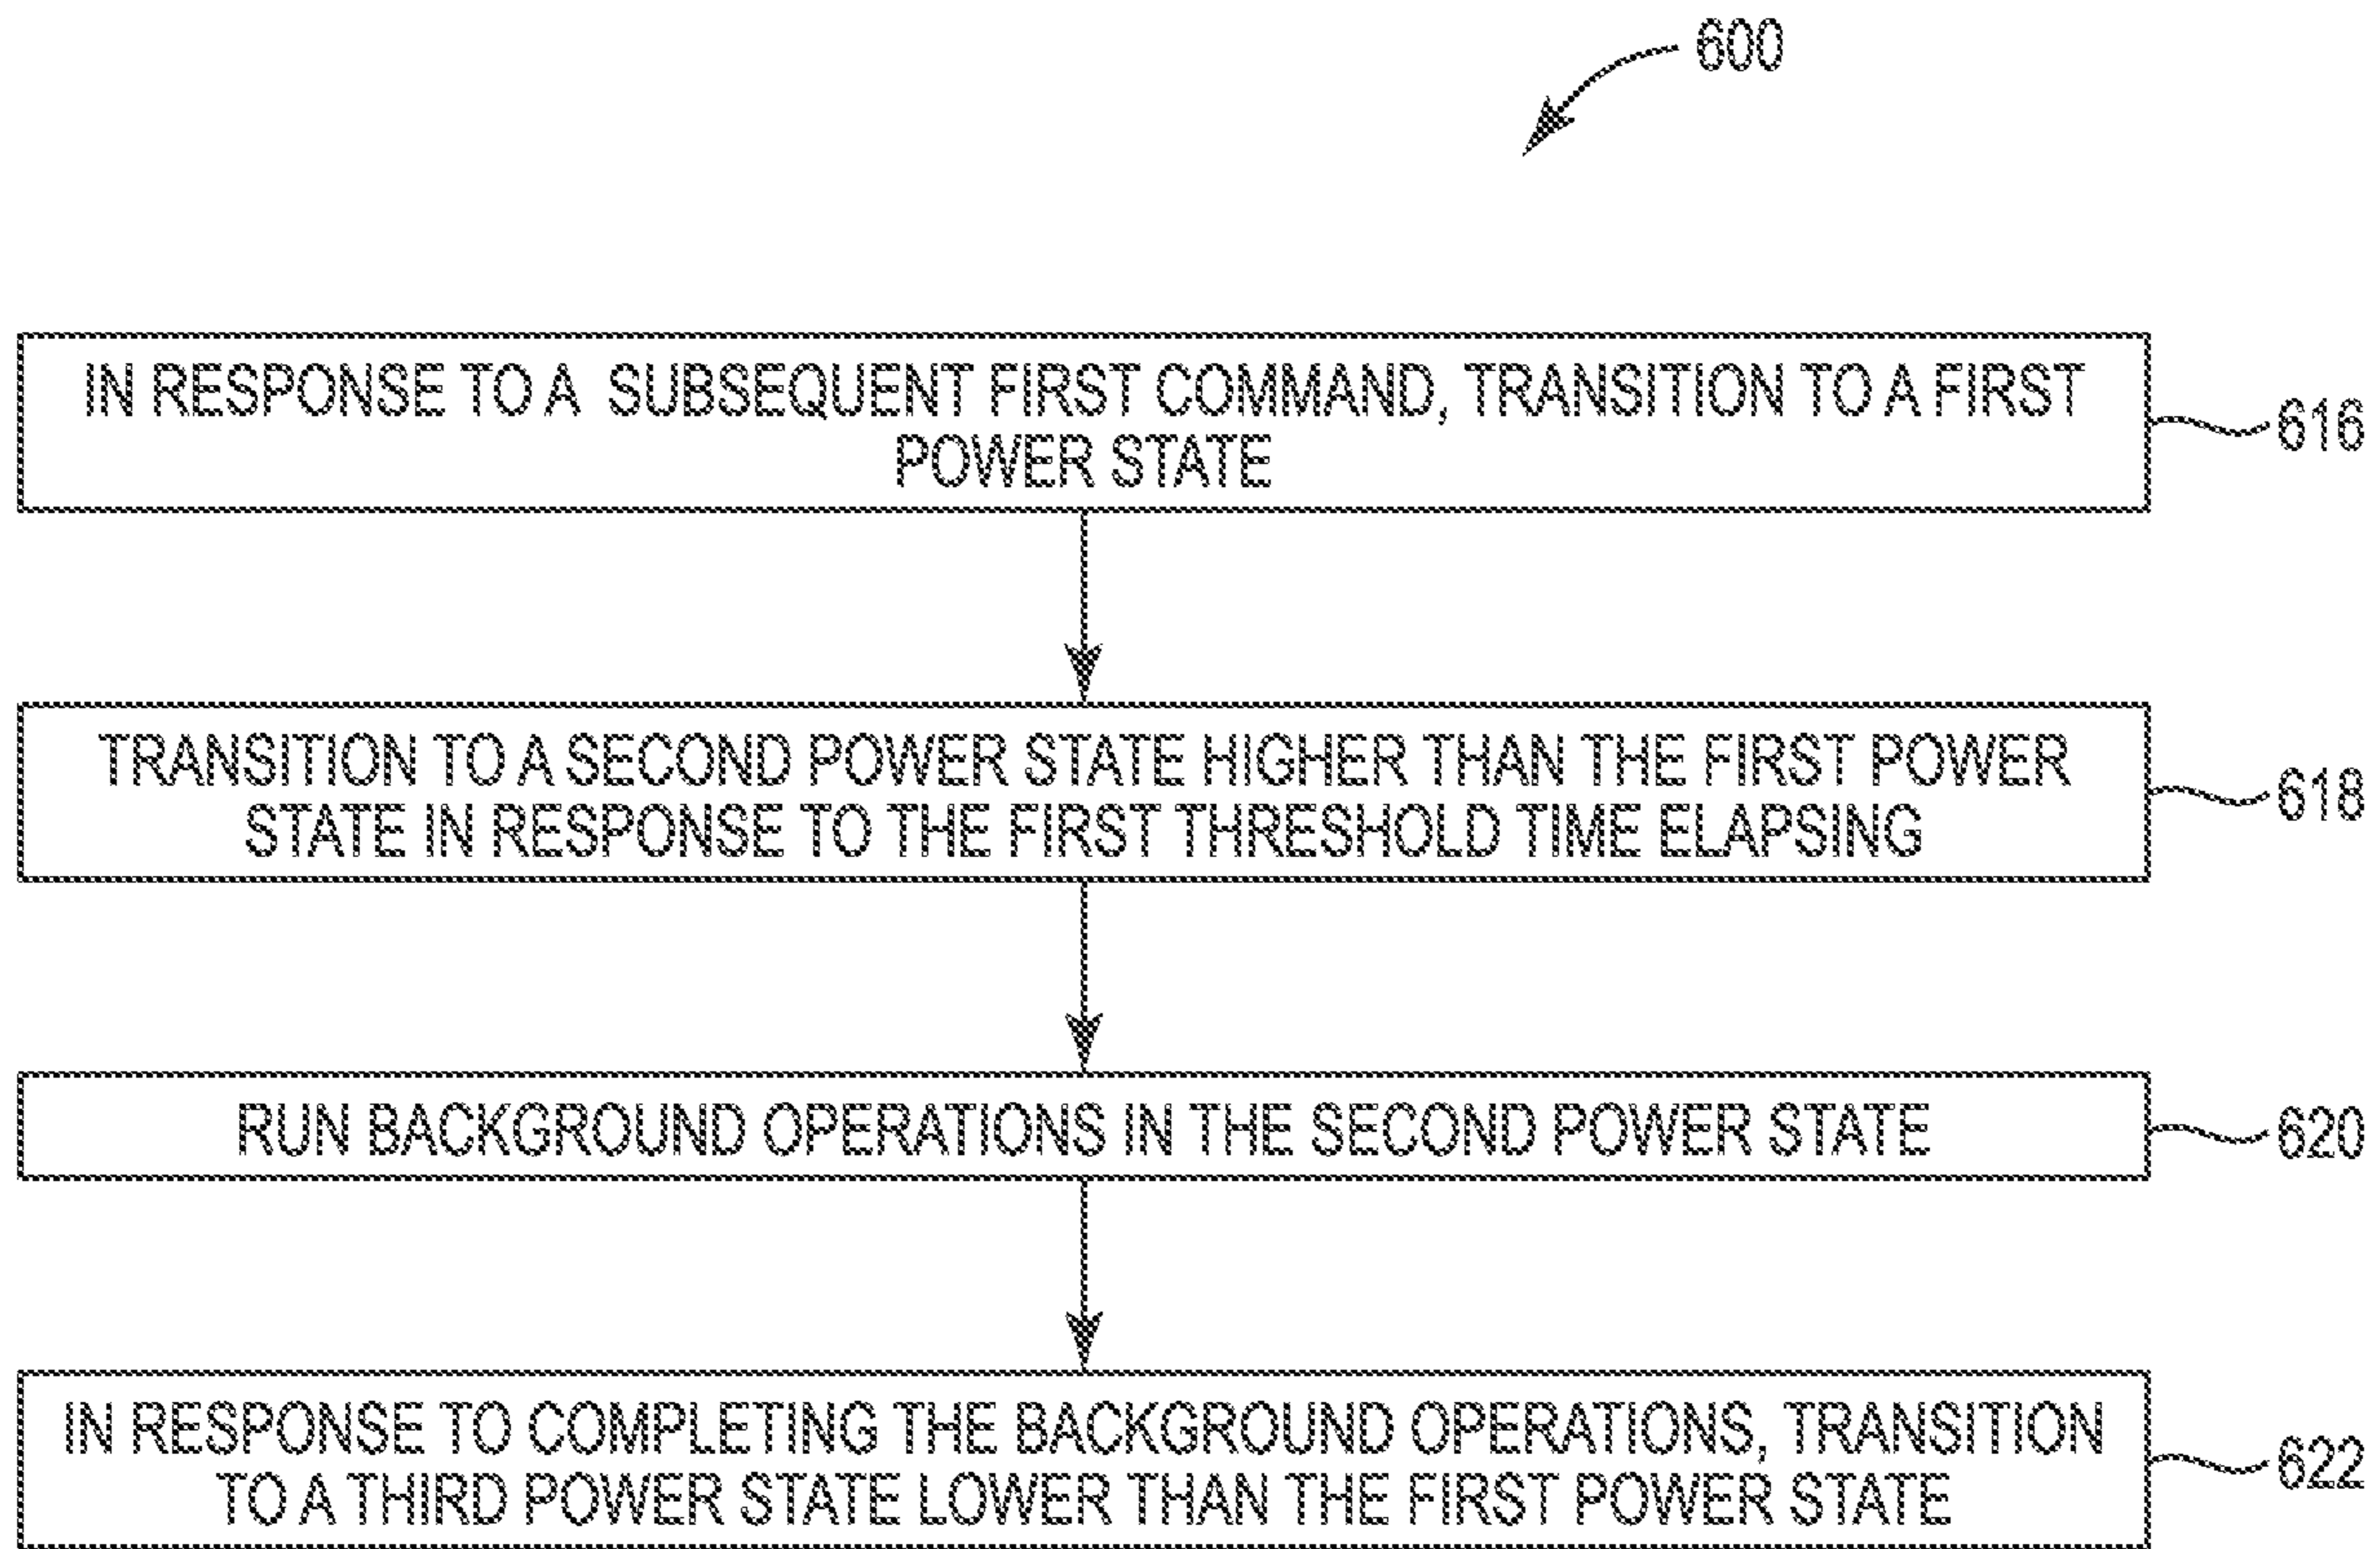 600
IN RESPONSE TO A SUBSEQUENT FIRST COMMAND, TRANSITION TO A FIRST
POWER STATE
616
TRANSITION TO A SECOND POWER STATE HIGHER THAN THE FIRST POWER
STATE IN RESPONSE TO THE FIRST THRESHOLD TIME ELAPSING
618
RUN BACKGROUND OPERATIONS IN THE SECOND POWER STATE
620
IN RESPONSE TO COMPLETING THE BACKGROUND OPERATIONS, TRANSITION
TO A THIRD POWER STATE LOWER THAN THE FIRST POWER STATE
622